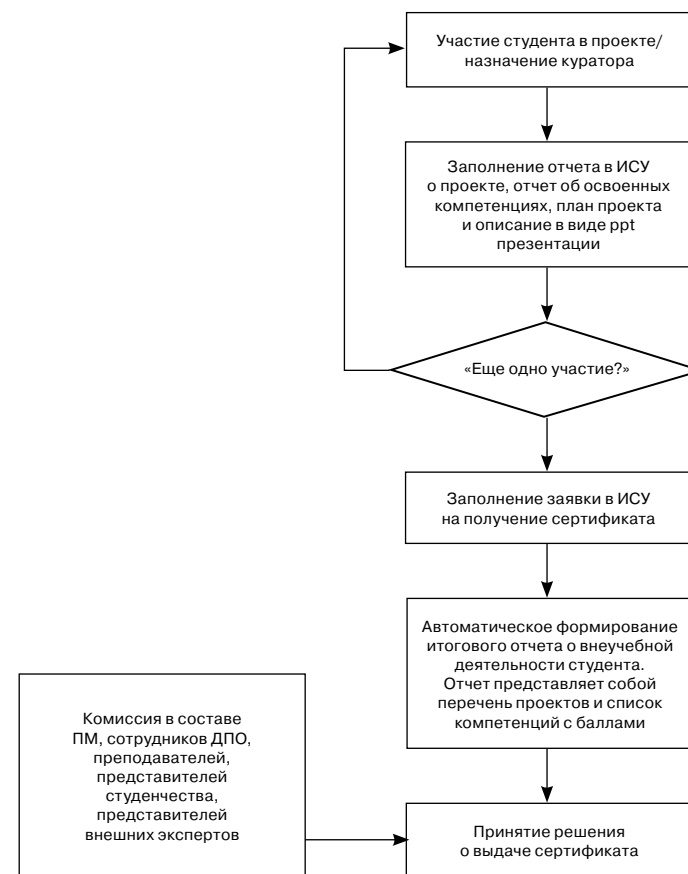 Участие студента в проекте/
назначение куратора
Заполнение отчета в ИСУ
о проекте, отчет об освоенных
компетенциях, план проекта
и описание в виде ppt
презентации
«Еще одно участие?»
Заполнение заявки в ИСУ
на получение сертификата
Автоматическое формирование
итогового отчета о внеучебной
деятельности студента.
Отчет представляет собой
перечень проектов и список
компетенций с баллами
Комиссия в составе
ПМ, сотрудников ДПО,
преподавателей,
представителей
студенчества,
представителей
внешних экспертов
Принятие решения
о выдаче сертификата